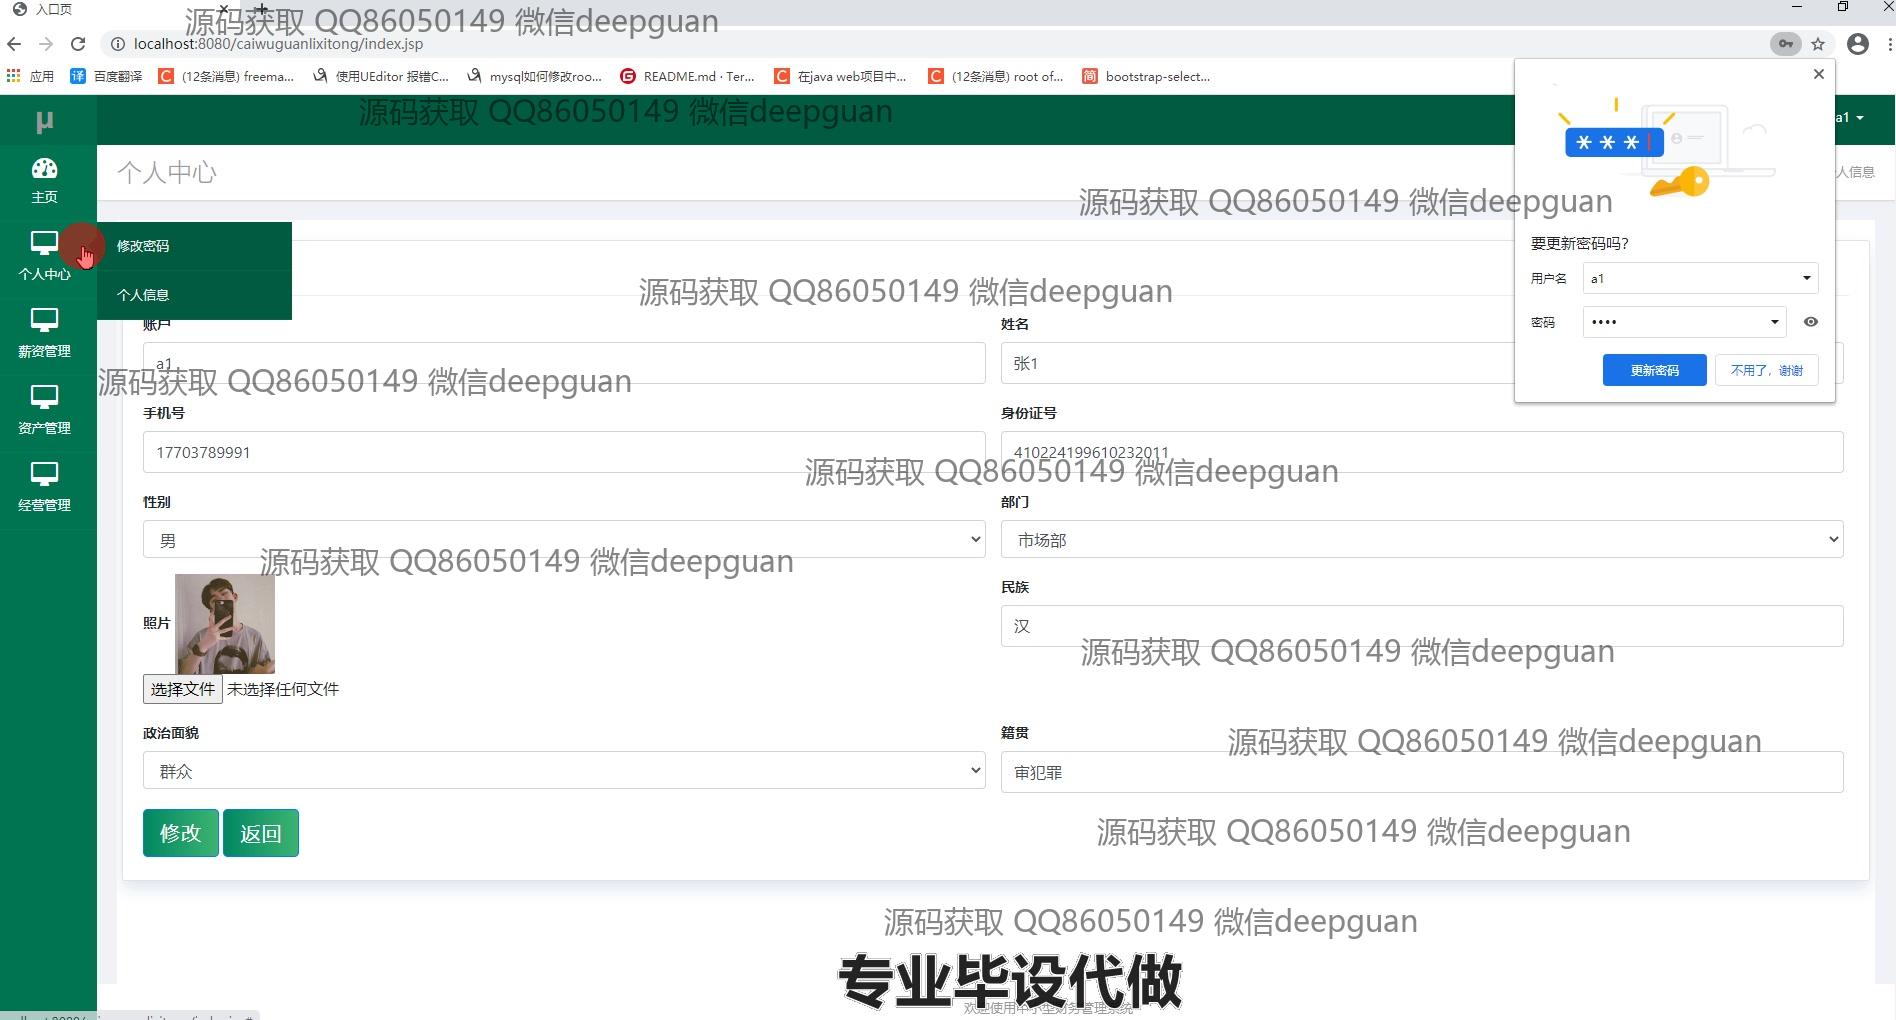 入口页
源码获取 QQ86050149 微信deepguan
localhost:8080/caiwuguanlixitong/index.jsp
应用
百度翻译
(12条消息) freema...
使用UEditor 报错C...
mysql如何修改roo...
README.md · Ter...
在java web项目中...
(12条消息) root of...
bootstrap-select...
源码获取 QQ86050149 微信deepguan
μ
a1
主页
个人中心
人信息
源码获取 QQ86050149 微信deepguan
个人中心
修改密码
个人信息
薪资管理
资产管理
经营管理
要更新密码吗?
用户名
a1
密码
••••
更新密码
不用了，谢谢
源码获取 QQ86050149 微信deepguan
账户
a1
姓名
张1
源码获取 QQ86050149 微信deepguan
手机号
17703789991
身份证号
410224199610232011
源码获取 QQ86050149 微信deepguan
性别
男
部门
市场部
源码获取 QQ86050149 微信deepguan
照片
选择文件 未选择任何文件
民族
汉
源码获取 QQ86050149 微信deepguan
政治面貌
群众
籍贯
审犯罪
源码获取 QQ86050149 微信deepguan
修改
返回
源码获取 QQ86050149 微信deepguan
源码获取 QQ86050149 微信deepguan
专业毕设代做
欢迎使用中小型财务管理系统